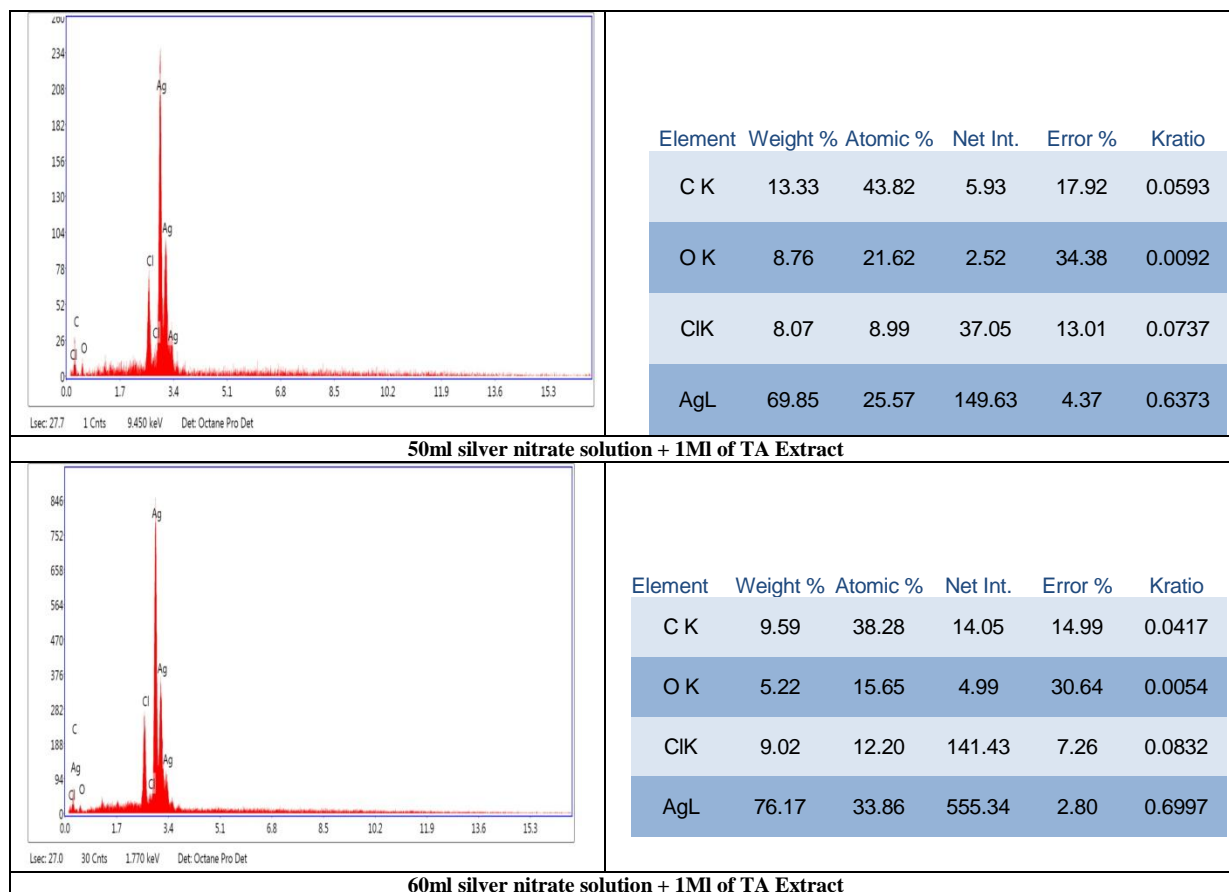 260
234
208
182
156
130
104
78
52
26
0
Ag
Ag
Cl
Cl
Ag
C
Cl
O
0.0 1.7 3.4 5.1 6.8 8.5 10.2 11.9 13.6 15.3
Lsec: 27.7 1 Cnts 9.450 keV Det: Octane Pro Det
Element Weight % Atomic % Net Int. Error % Kratio
C K 13.33 43.82 5.93 17.92 0.0593
O K 8.76 21.62 2.52 34.38 0.0092
ClK 8.07 8.99 37.05 13.01 0.0737
AgL 69.85 25.57 149.63 4.37 0.6373
50ml silver nitrate solution + 1Ml of TA Extract
846
752
658
564
470
376
282
188
94
0
Ag
Ag
Cl
C
Ag
Ag
O
Cl
Cl
0.0 1.7 3.4 5.1 6.8 8.5 10.2 11.9 13.6 15.3
Lsec: 27.0 30 Cnts 1.770 keV Det: Octane Pro Det
Element Weight % Atomic % Net Int. Error % Kratio
C K 9.59 38.28 14.05 14.99 0.0417
O K 5.22 15.65 4.99 30.64 0.0054
ClK 9.02 12.20 141.43 7.26 0.0832
AgL 76.17 33.86 555.34 2.80 0.6997
60ml silver nitrate solution + 1Ml of TA Extract